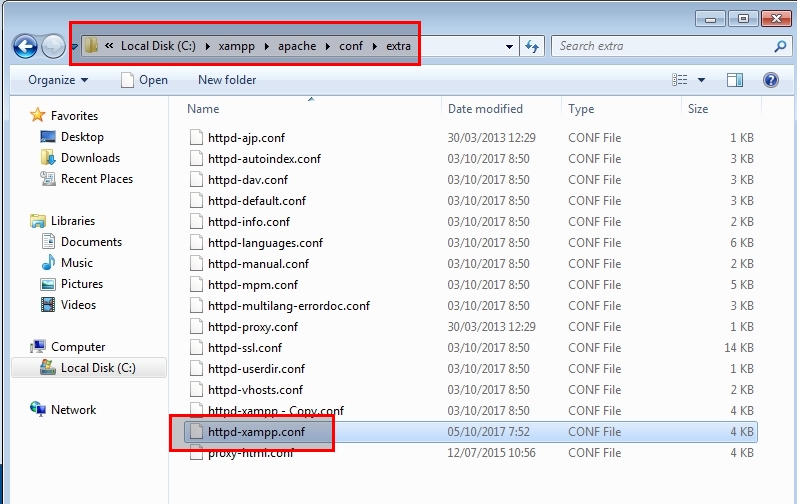 « Local Disk (C:) ▸ xampp ▸ apache ▸ conf ▸ extra Search extra
Organize Open New folder
Name Date modified Type Size
Favorites
Desktop
Downloads
Recent Places
Libraries
Documents
Music
Pictures
Videos
Computer
Local Disk (C:)
Network
httpd-ajp.conf 30/03/2013 12:29 CONF File 1 KB
httpd-autoindex.conf 03/10/2017 8:50 CONF File 3 KB
httpd-dav.conf 03/10/2017 8:50 CONF File 3 KB
httpd-default.conf 03/10/2017 8:50 CONF File 3 KB
httpd-info.conf 03/10/2017 8:50 CONF File 2 KB
httpd-languages.conf 03/10/2017 8:50 CONF File 6 KB
httpd-manual.conf 03/10/2017 8:50 CONF File 2 KB
httpd-mpm.conf 03/10/2017 8:50 CONF File 5 KB
httpd-multilang-errordoc.conf 03/10/2017 8:50 CONF File 3 KB
httpd-proxy.conf 30/03/2013 12:29 CONF File 1 KB
httpd-ssl.conf 03/10/2017 8:50 CONF File 14 KB
httpd-userdir.conf 03/10/2017 8:50 CONF File 1 KB
httpd-vhosts.conf 03/10/2017 8:50 CONF File 2 KB
httpd-xampp - Copy.conf 03/10/2017 8:50 CONF File 4 KB
httpd-xampp.conf 05/10/2017 7:52 CONF File 4 KB
proxy-html.conf 12/07/2015 10:56 CONF File 4 KB